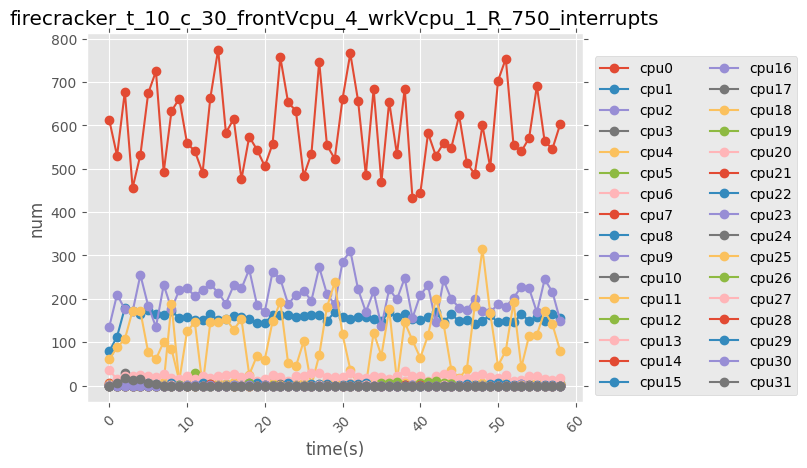 firecracker_t_10_c_30_frontVcpu_4_wrkVcpu_1_R_750_interrupts
800
700
600
500
400
300
200
100
0
num
0
10
20
30
40
50
60
time(s)
cpu0
cpu1
cpu2
cpu3
cpu4
cpu5
cpu6
cpu7
cpu8
cpu9
cpu10
cpu11
cpu12
cpu13
cpu14
cpu15
cpu16
cpu17
cpu18
cpu19
cpu20
cpu21
cpu22
cpu23
cpu24
cpu25
cpu26
cpu27
cpu28
cpu29
cpu30
cpu31